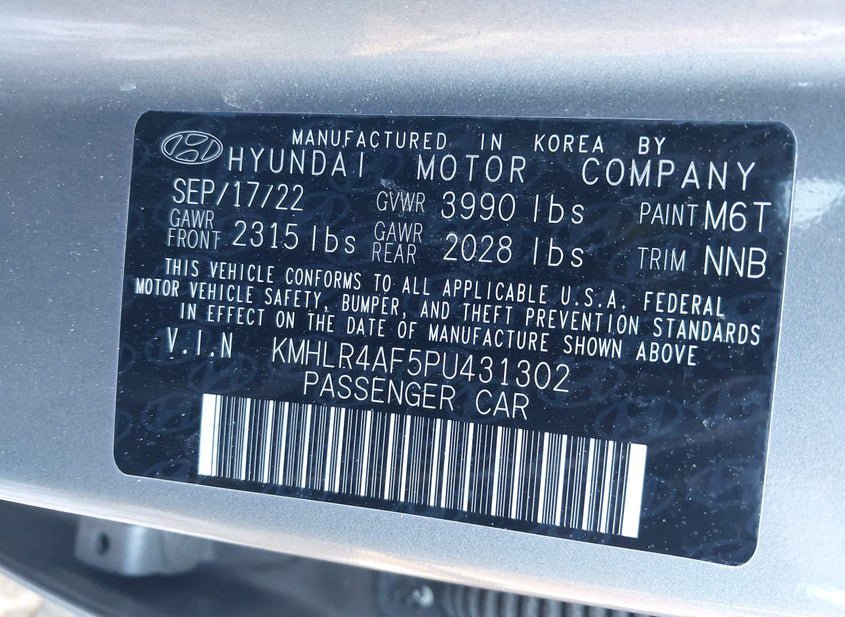 MANUFACTURED IN KOREA BY
HYUNDAI MOTOR COMPANY
SEP/17/22 GVWR 3990 lbs PAINT M6T
GAWR FRONT 2315 lbs GAWR REAR 2028 lbs TRIM NNB
THIS VEHICLE CONFORMS TO ALL APPLICABLE U.S.A. FEDERAL
MOTOR VEHICLE SAFETY, BUMPER, AND THEFT PREVENTION STANDARDS
IN EFFECT ON THE DATE OF MANUFACTURE SHOWN ABOVE
V.I.N KMHLR4AF5PU431302
PASSENGER CAR